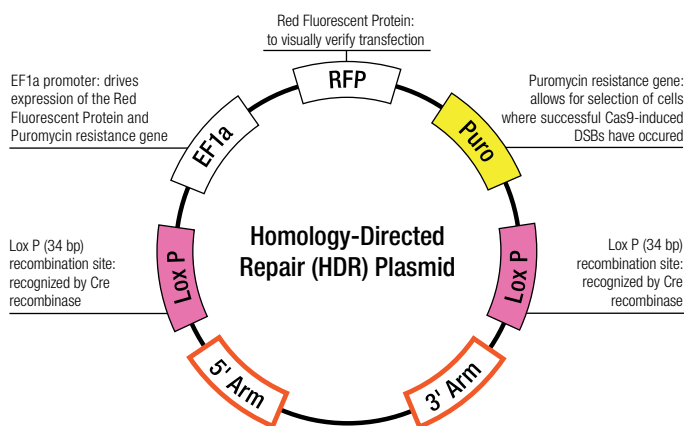 Red Fluorescent Protein:
to visually verify transfection
RFP
EF1a promoter: drives
expression of the Red
Fluorescent Protein and
Puromycin resistance gene
EF1a
Puro
Puromycin resistance gene:
allows for selection of cells
where successful Cas9-induced
DSBs have occured
Homology-Directed
Repair (HDR) Plasmid
Lox P (34 bp)
recombination site:
recognized by Cre
recombinase
Lox P
Lox P
Lox P (34 bp)
recombination site:
recognized by Cre
recombinase
5' Arm
3' Arm